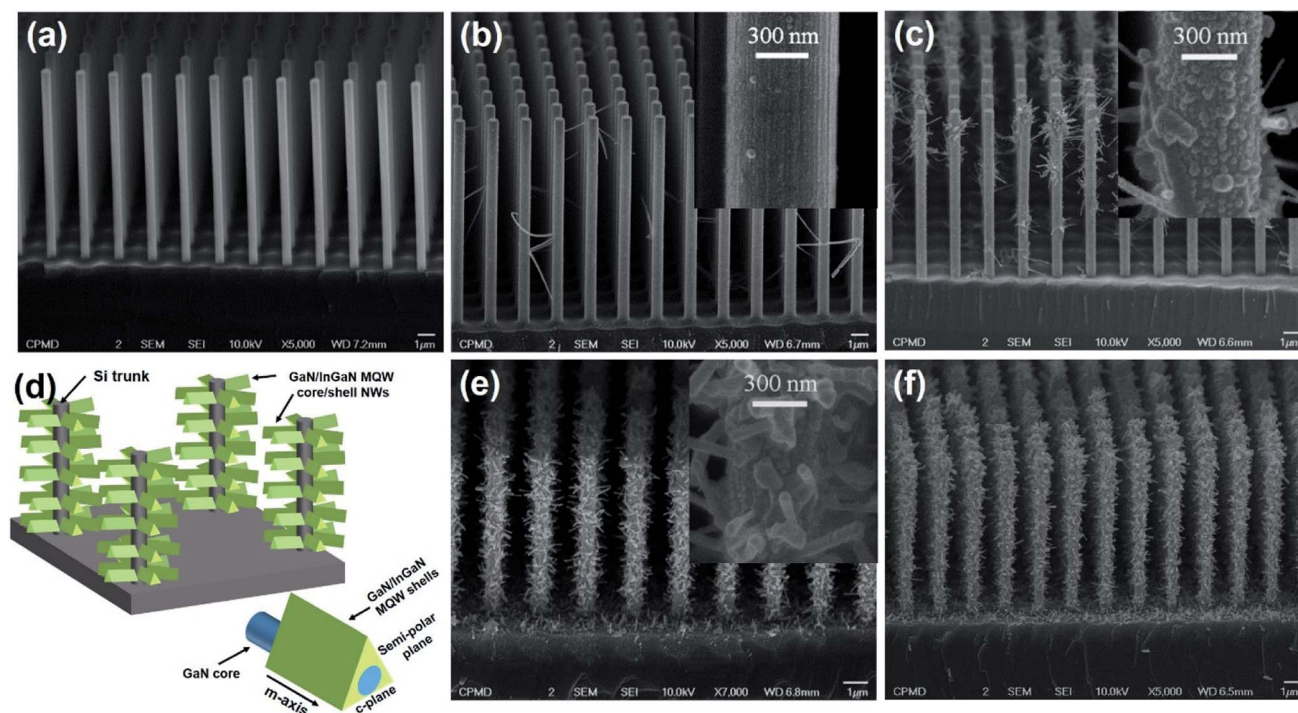 (a)
CPMD 2 SEM SEI 10.0kV X5,000 WD 7.2mm 1μm
(b)
300 nm
CPMD 2 SEM SEI 10.0kV X5,000 WD 6.7mm 1μm
(c)
300 nm
CPMD 2 SEM SEI 10.0kV X5,000 WD 6.6mm 1μm
(d)
Si trunk
GaN/InGaN MQW
core/shell NWs
GaN/InGaN
MQW shells
Semi-polar
plane
GaN core
m-axis
c-plane
(e)
300 nm
CPMD 2 SEM SEI 10.0kV X7,000 WD 6.8mm 1μm
(f)
CPMD 2 SEM SEI 10.0kV X5,000 WD 6.5mm 1μm